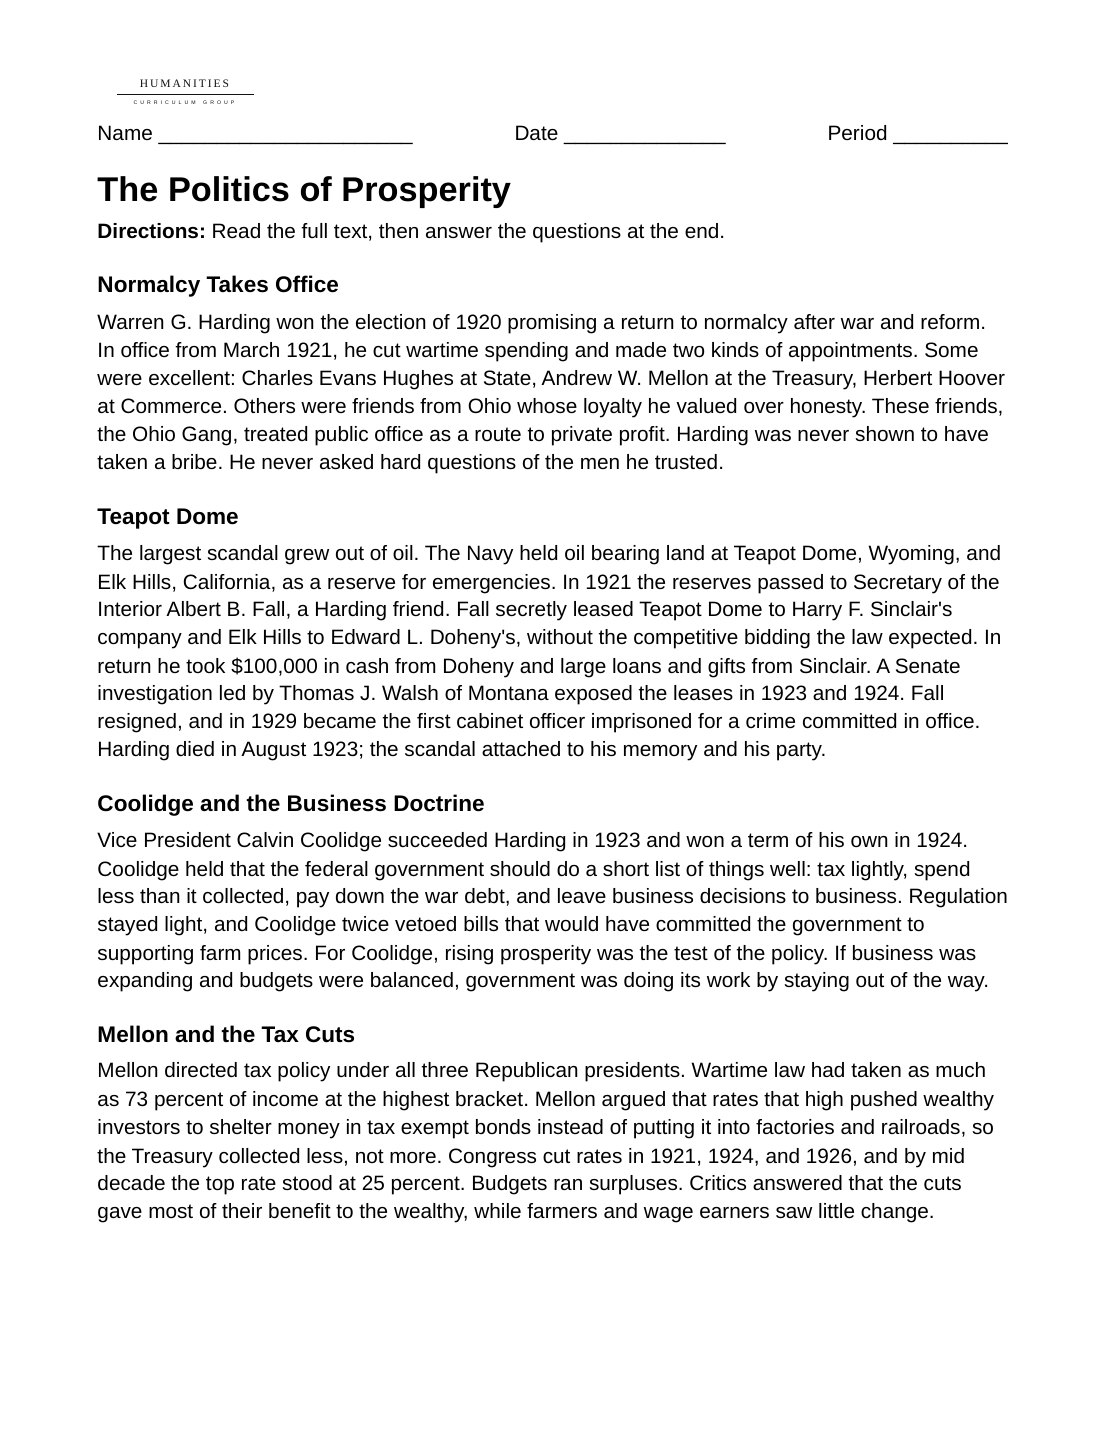 HUMANITIES
CURRICULUM GROUP
Name ______________________ Date ______________ Period __________
The Politics of Prosperity
Directions: Read the full text, then answer the questions at the end.
Normalcy Takes Office
Warren G. Harding won the election of 1920 promising a return to normalcy after war and reform.
In office from March 1921, he cut wartime spending and made two kinds of appointments. Some
were excellent: Charles Evans Hughes at State, Andrew W. Mellon at the Treasury, Herbert Hoover
at Commerce. Others were friends from Ohio whose loyalty he valued over honesty. These friends,
the Ohio Gang, treated public office as a route to private profit. Harding was never shown to have
taken a bribe. He never asked hard questions of the men he trusted.
Teapot Dome
The largest scandal grew out of oil. The Navy held oil bearing land at Teapot Dome, Wyoming, and
Elk Hills, California, as a reserve for emergencies. In 1921 the reserves passed to Secretary of the
Interior Albert B. Fall, a Harding friend. Fall secretly leased Teapot Dome to Harry F. Sinclair's
company and Elk Hills to Edward L. Doheny's, without the competitive bidding the law expected. In
return he took $100,000 in cash from Doheny and large loans and gifts from Sinclair. A Senate
investigation led by Thomas J. Walsh of Montana exposed the leases in 1923 and 1924. Fall
resigned, and in 1929 became the first cabinet officer imprisoned for a crime committed in office.
Harding died in August 1923; the scandal attached to his memory and his party.
Coolidge and the Business Doctrine
Vice President Calvin Coolidge succeeded Harding in 1923 and won a term of his own in 1924.
Coolidge held that the federal government should do a short list of things well: tax lightly, spend
less than it collected, pay down the war debt, and leave business decisions to business. Regulation
stayed light, and Coolidge twice vetoed bills that would have committed the government to
supporting farm prices. For Coolidge, rising prosperity was the test of the policy. If business was
expanding and budgets were balanced, government was doing its work by staying out of the way.
Mellon and the Tax Cuts
Mellon directed tax policy under all three Republican presidents. Wartime law had taken as much
as 73 percent of income at the highest bracket. Mellon argued that rates that high pushed wealthy
investors to shelter money in tax exempt bonds instead of putting it into factories and railroads, so
the Treasury collected less, not more. Congress cut rates in 1921, 1924, and 1926, and by mid
decade the top rate stood at 25 percent. Budgets ran surpluses. Critics answered that the cuts
gave most of their benefit to the wealthy, while farmers and wage earners saw little change.